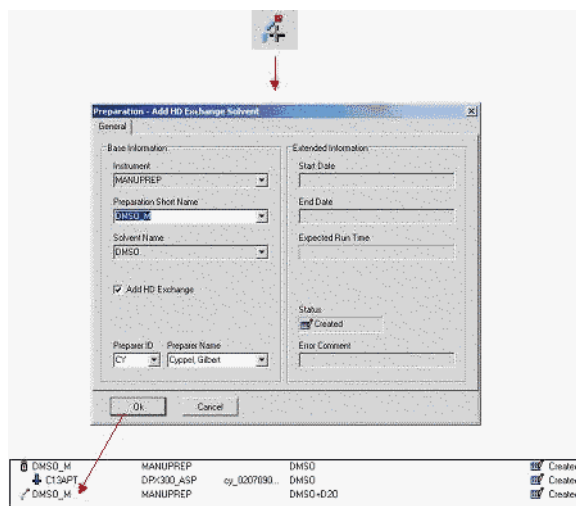 Preparation - Add HD Exchange Solvent
General
Base Information
Extended Information
Instrument
Start Date
MANUPREP
Preparation Short Name
End Date
DMSO_M
Solvent Name
Expected Run Time
DMSO
Add HD Exchange
Status
Created
Preparer ID
Preparer Name
Error Comment
CY
Cyppel, Gilbert
Ok
Cancel
DMSO_M MANUPREP DMSO Created
C13APT DPX300_ASP cy_0207090... DMSO Created
DMSO_M MANUPREP DMSO+D2O Created